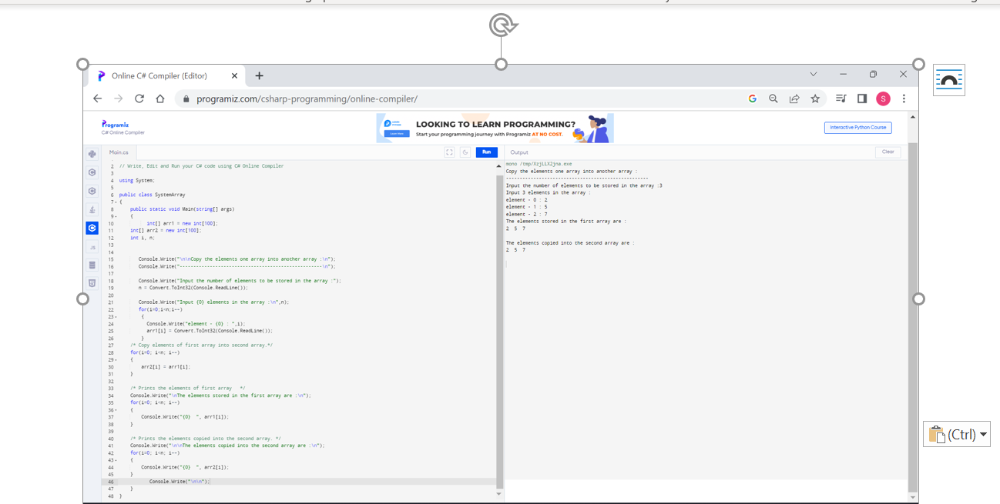 Online C# Compiler (Editor)
programiz.com/csharp-programming/online-compiler/
S
Programiz
C# Online Compiler
LOOKING TO LEARN PROGRAMMING?
Start your programming journey with Programiz AT NO COST.
Interactive Python Course
Main.cs
Run
Output
Clear
2 // Write, Edit and Run your C# code using C# Online Compiler
3
4 using System;
5
6 public class SystemArray
7 {
8 public static void Main(string[] args)
9 {
10 int[] arr1 = new int[100];
11 int[] arr2 = new int[100];
12 int i, n;
13
14
15 Console.Write("\n\nCopy the elements one array into another array :\n");
16 Console.Write("----------------------------------------------------\n");
17
18 Console.Write("Input the number of elements to be stored in the array :");
19 n = Convert.ToInt32(Console.ReadLine());
20
21 Console.Write("Input {0} elements in the array :\n",n);
22 for(i=0;i<n;i++)
23 {
24 Console.Write("element - {0} : ",i);
25 arr1[i] = Convert.ToInt32(Console.ReadLine());
26 }
27 /* Copy elements of first array into second array.*/
28 for(i=0; i<n; i++)
29 {
30 arr2[i] = arr1[i];
31 }
32
33 /* Prints the elements of first array */
34 Console.Write("\nThe elements stored in the first array are :\n");
35 for(i=0; i<n; i++)
36 {
37 Console.Write("{0} ", arr1[i]);
38 }
39
40 /* Prints the elements copied into the second array. */
41 Console.Write("\n\nThe elements copied into the second array are :\n");
42 for(i=0; i<n; i++)
43 {
44 Console.Write("{0} ", arr2[i]);
45 }
46 Console.Write("\n\n");
47 }
48 }
mono /tmp/XzjLLX2jna.exe
Copy the elements one array into another array :
----------------------------------------------------
Input the number of elements to be stored in the array :3
Input 3 elements in the array :
element - 0 : 2
element - 1 : 5
element - 2 : 7
The elements stored in the first array are :
2 5 7
The elements copied into the second array are :
2 5 7
JS
(Ctrl)